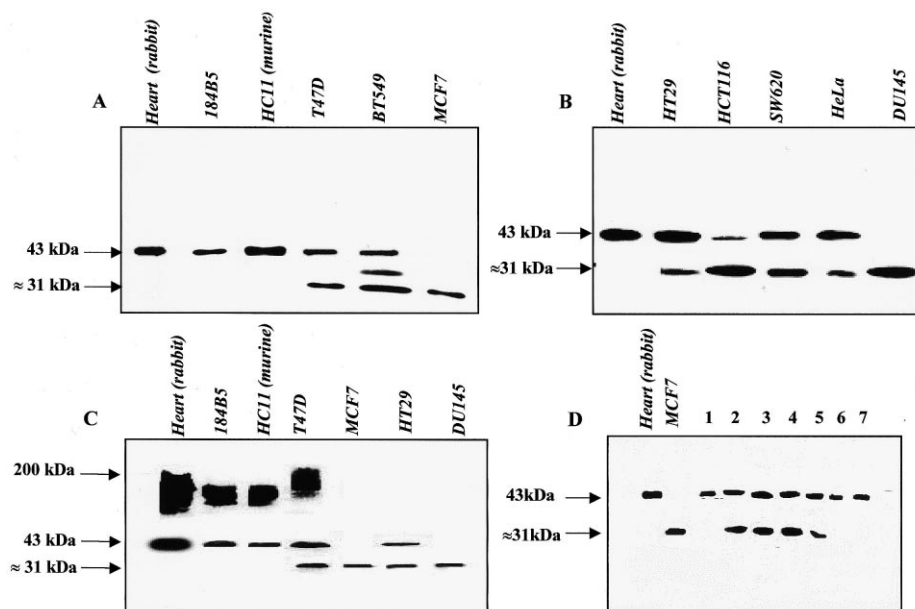 A
Heart (rabbit)
184B5
HC11 (murine)
T47D
BT549
MCF7
43 kDa
≈ 31 kDa
B
Heart (rabbit)
HT29
HCT116
SW620
HeLa
DU145
43 kDa
≈31 kDa
C
Heart (rabbit)
184B5
HC11 (murine)
T47D
MCF7
HT29
DU145
200 kDa
43 kDa
≈ 31 kDa
D
Heart (rabbit)
MCF7
1 2 3 4 5 6 7
43kDa
≈31kDa